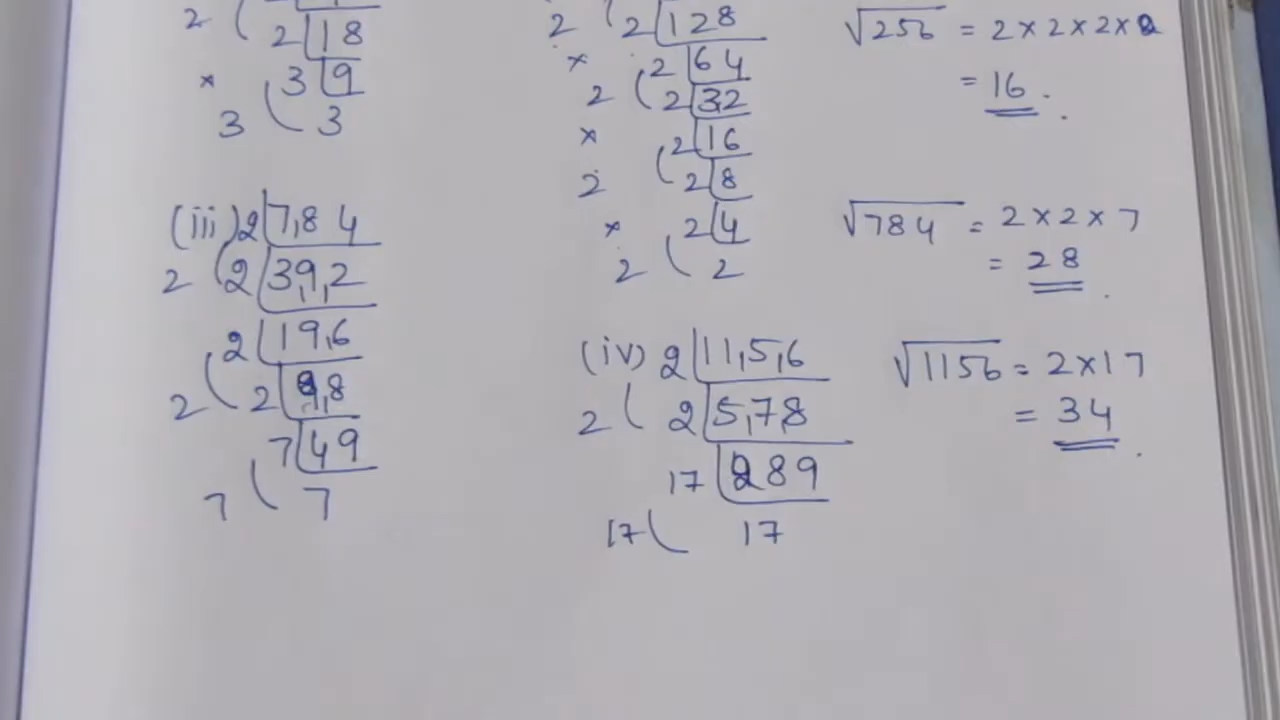 2 ( 2 | 18
× 3 | 9
3 ( 3
2 ( 2 | 128
× 2 | 64
2 ( 2 | 32
× 2 | 16
2 ( 2 | 8
× 2 | 4
2 ( 2
√256 = 2×2×2×2
= 16.
(iii) 2 | 7,8 4
2 ( 2 | 39,2
2 | 19,6
2 ( 2 | 9,8
7 | 49
7 ( 7
√784 = 2×2×7
= 28
(iv) 2 | 11,5,6
2 ( 2 | 5,7,8
17 | 289
17 ( 17
√1156 = 2×17
= 34